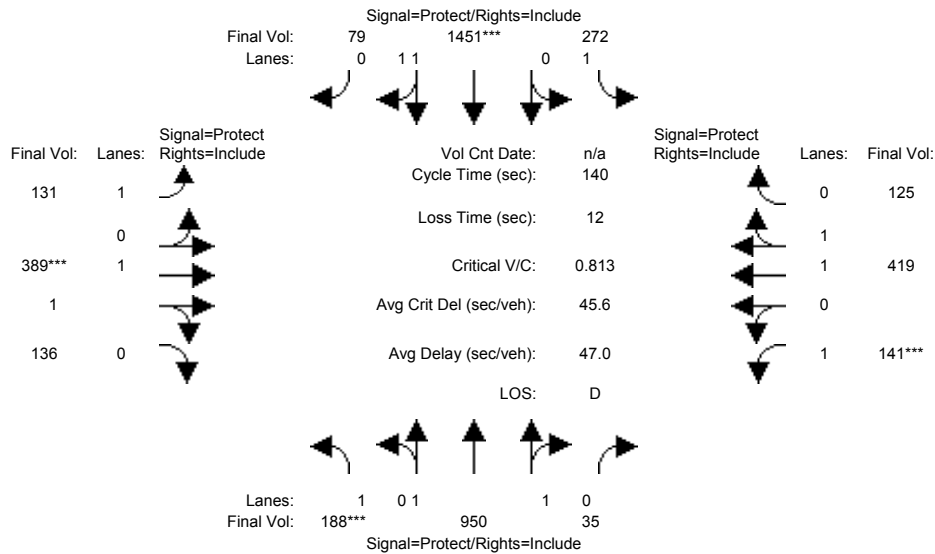 Signal=Protect/Rights=Include
Final Vol: 79 1451*** 272
Lanes: 0 1 1 0 1
Signal=Protect Signal=Protect
Final Vol: Lanes: Rights=Include Vol Cnt Date: n/a Rights=Include Lanes: Final Vol:
Cycle Time (sec): 140
131 1 0 125
Loss Time (sec): 12
0 1
389*** 1 Critical V/C: 0.813 1 419
1 Avg Crit Del (sec/veh): 45.6 0
136 0 Avg Delay (sec/veh): 47.0 1 141***
LOS: D
Lanes: 1 0 1 1 0
Final Vol: 188*** 950 35
Signal=Protect/Rights=Include